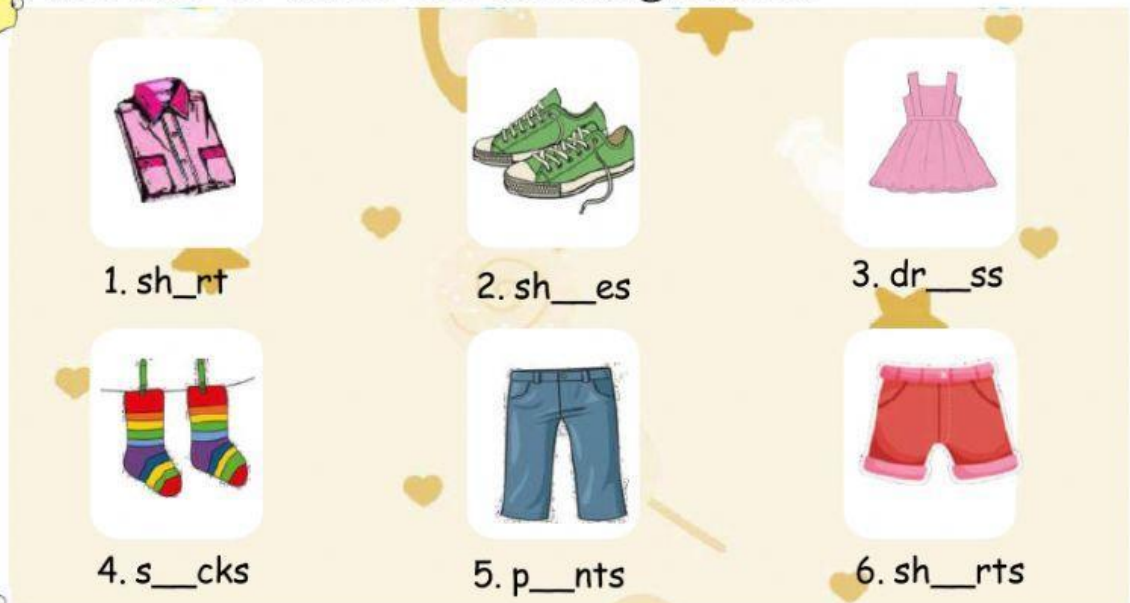 1. sh_rt
2. sh__es
3. dr__ss
4. s__cks
5. p__nts
6. sh__rts